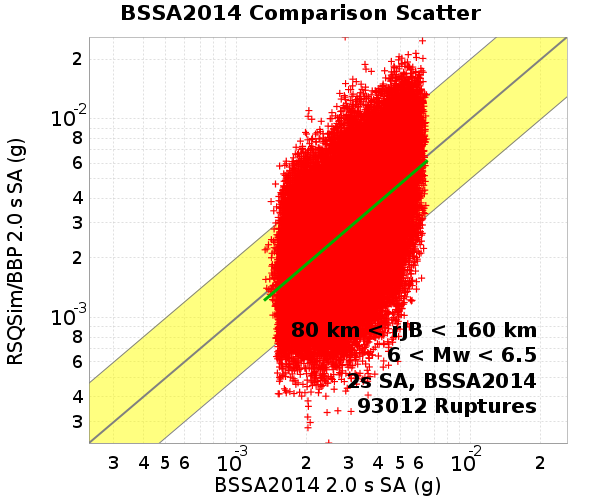 BSSA2014 Comparison Scatter
RSQSim/BBP 2.0 s SA (g)
2
10-2
8
6
4
3
2
10-3
8
6
4
3
80 km < rJB < 160 km
6 < Mw < 6.5
2s SA, BSSA2014
93012 Ruptures
3 4 5 6 10-3 2 3 4 5 6 10-2 2
BSSA2014 2.0 s SA (g)